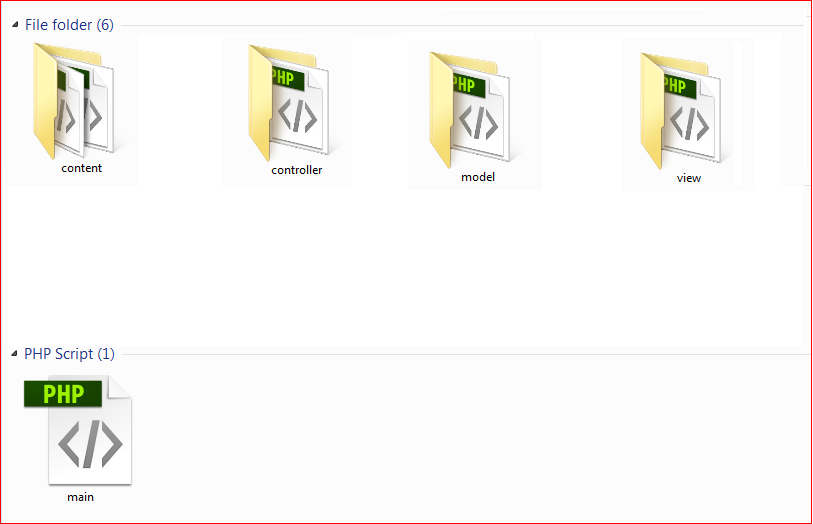 File folder (6)
PHP
PHP
PHP
content
controller
model
view
PHP Script (1)
PHP
</>
main